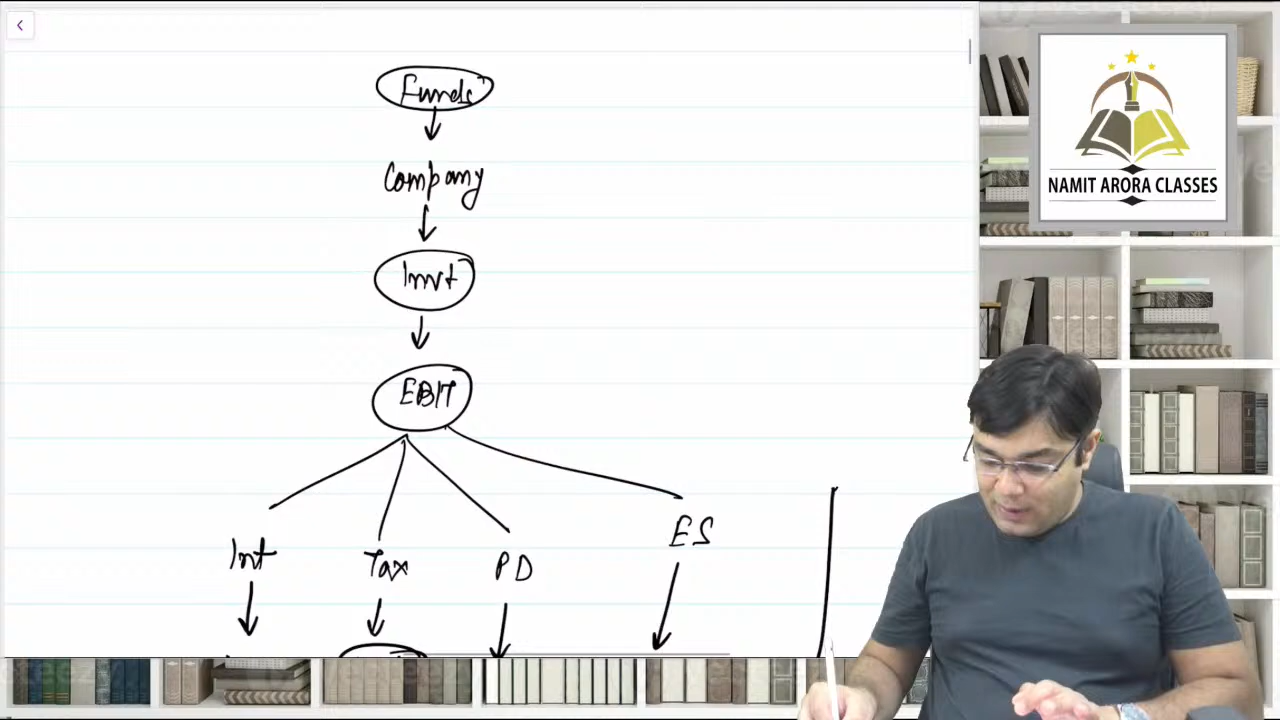 Funds
NAMIT ARORA CLASSES
Company
Invt
EBIT
Int
Tax
PD
ES